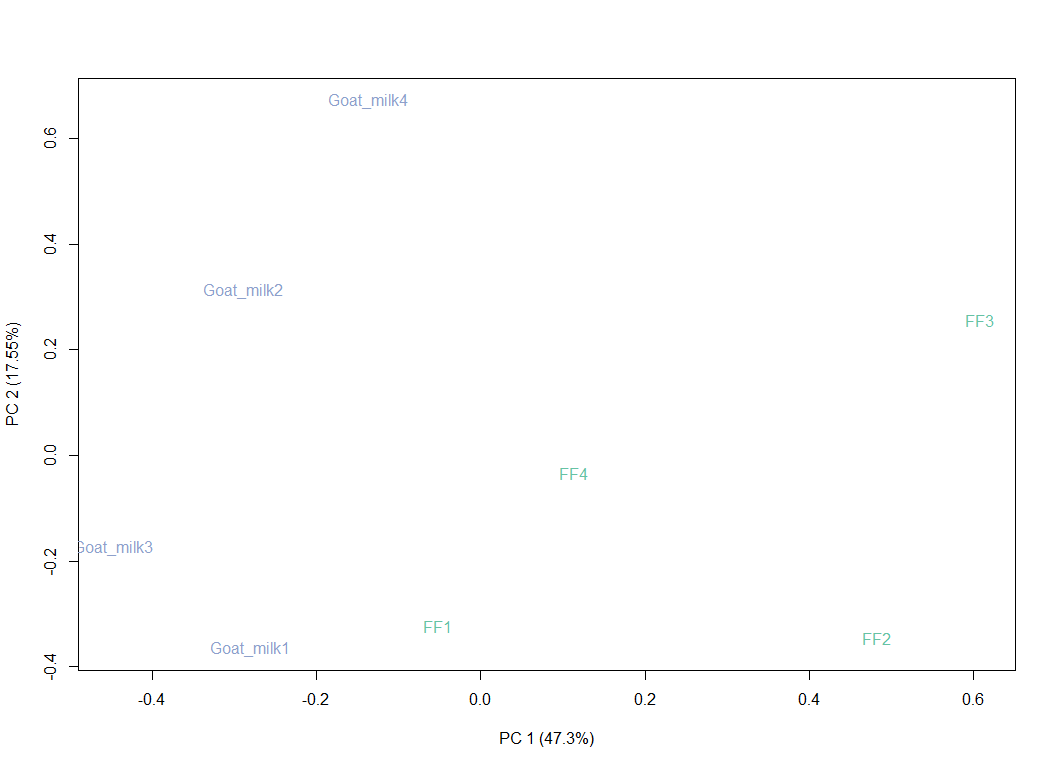 Goat_milk4
0.6
0.4
Goat_milk2
FF3
0.2
PC 2 (17.55%)
0.0
FF4
Goat_milk3
-0.2
FF1
FF2
Goat_milk1
-0.4
-0.4 -0.2 0.0 0.2 0.4 0.6
PC 1 (47.3%)